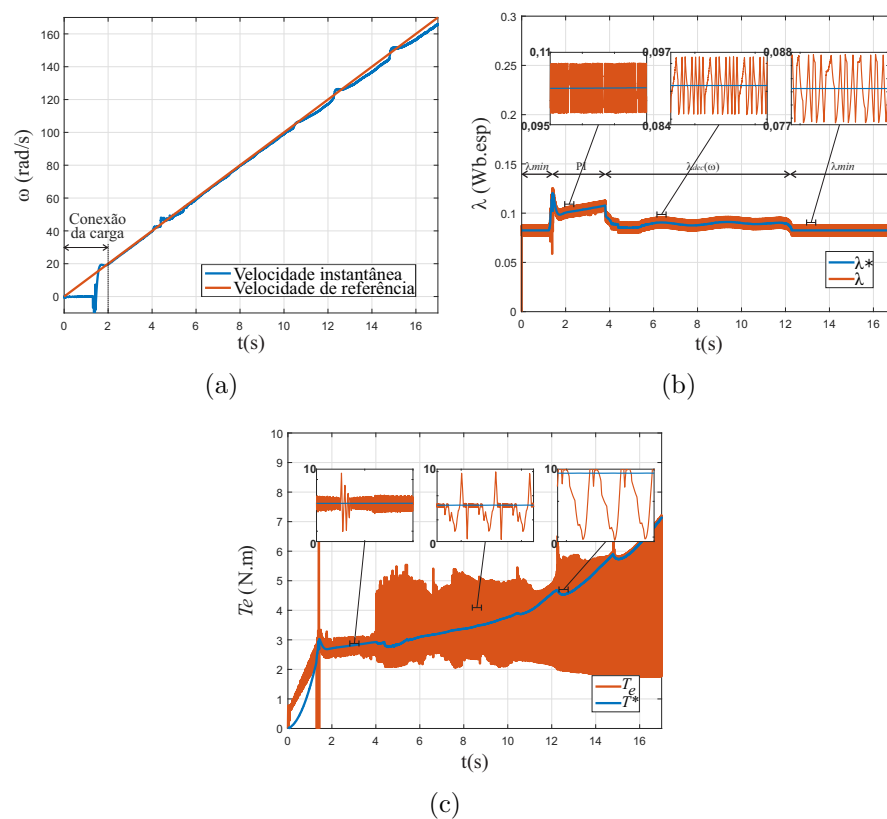 160
140
120
100
80
60
40
20
0
ω (rad/s)
Conexão
da carga
Velocidade instantânea
Velocidade de referência
0 2 4 6 8 10 12 14 16
t(s)
(a)
0.3
0.25
0.2
0.15
0.1
0.05
0
λ (Wb.esp)
0,11 0,097 0,088
0,095 0,084 0,077
λmin PI λdec(ω) λmin
λ*
λ
0 2 4 6 8 10 12 14 16
t(s)
(b)
10
9
8
7
6
5
4
3
2
1
0
Te (N.m)
10 10 10
0 0 0
Te
T*
0 2 4 6 8 10 12 14 16
t(s)
(c)